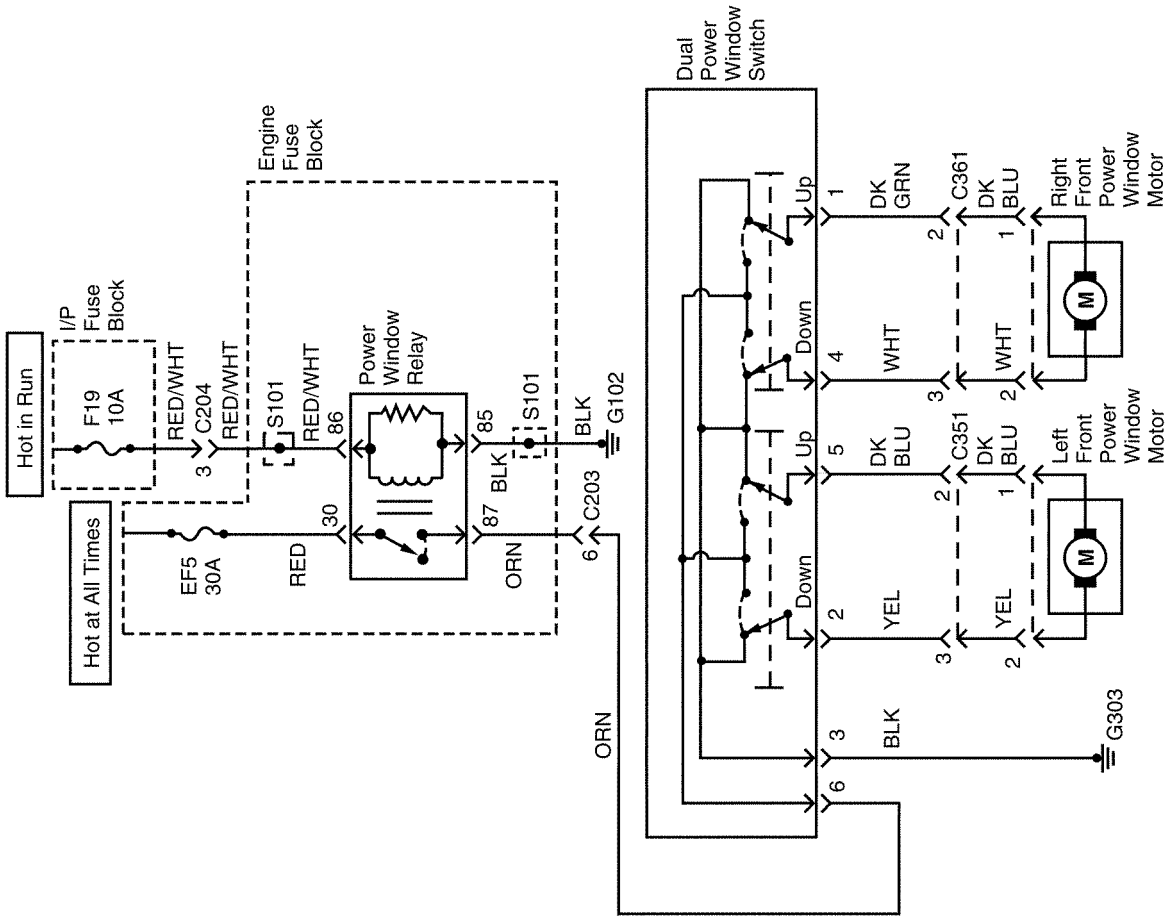 Hot in Run
Hot at All Times
I/P
Fuse
Block
F19
10A
RED/WHT
3
C204
RED/WHT
Engine
Fuse
Block
S101
RED/WHT
EF5
30A
RED
30
86
Power
Window
Relay
87
85
ORN
BLK
S101
BLK
G102
6
C203
ORN
Dual
Power
Window
Switch
Down
Up
Down
Up
6
3
2
5
4
1
BLK
YEL
DK
BLU
WHT
DK
GRN
3
2
C351
3
2
C361
YEL
DK
BLU
WHT
DK
BLU
2
1
2
1
G303
Left
Front
Power
Window
Motor
M
Right
Front
Power
Window
Motor
M